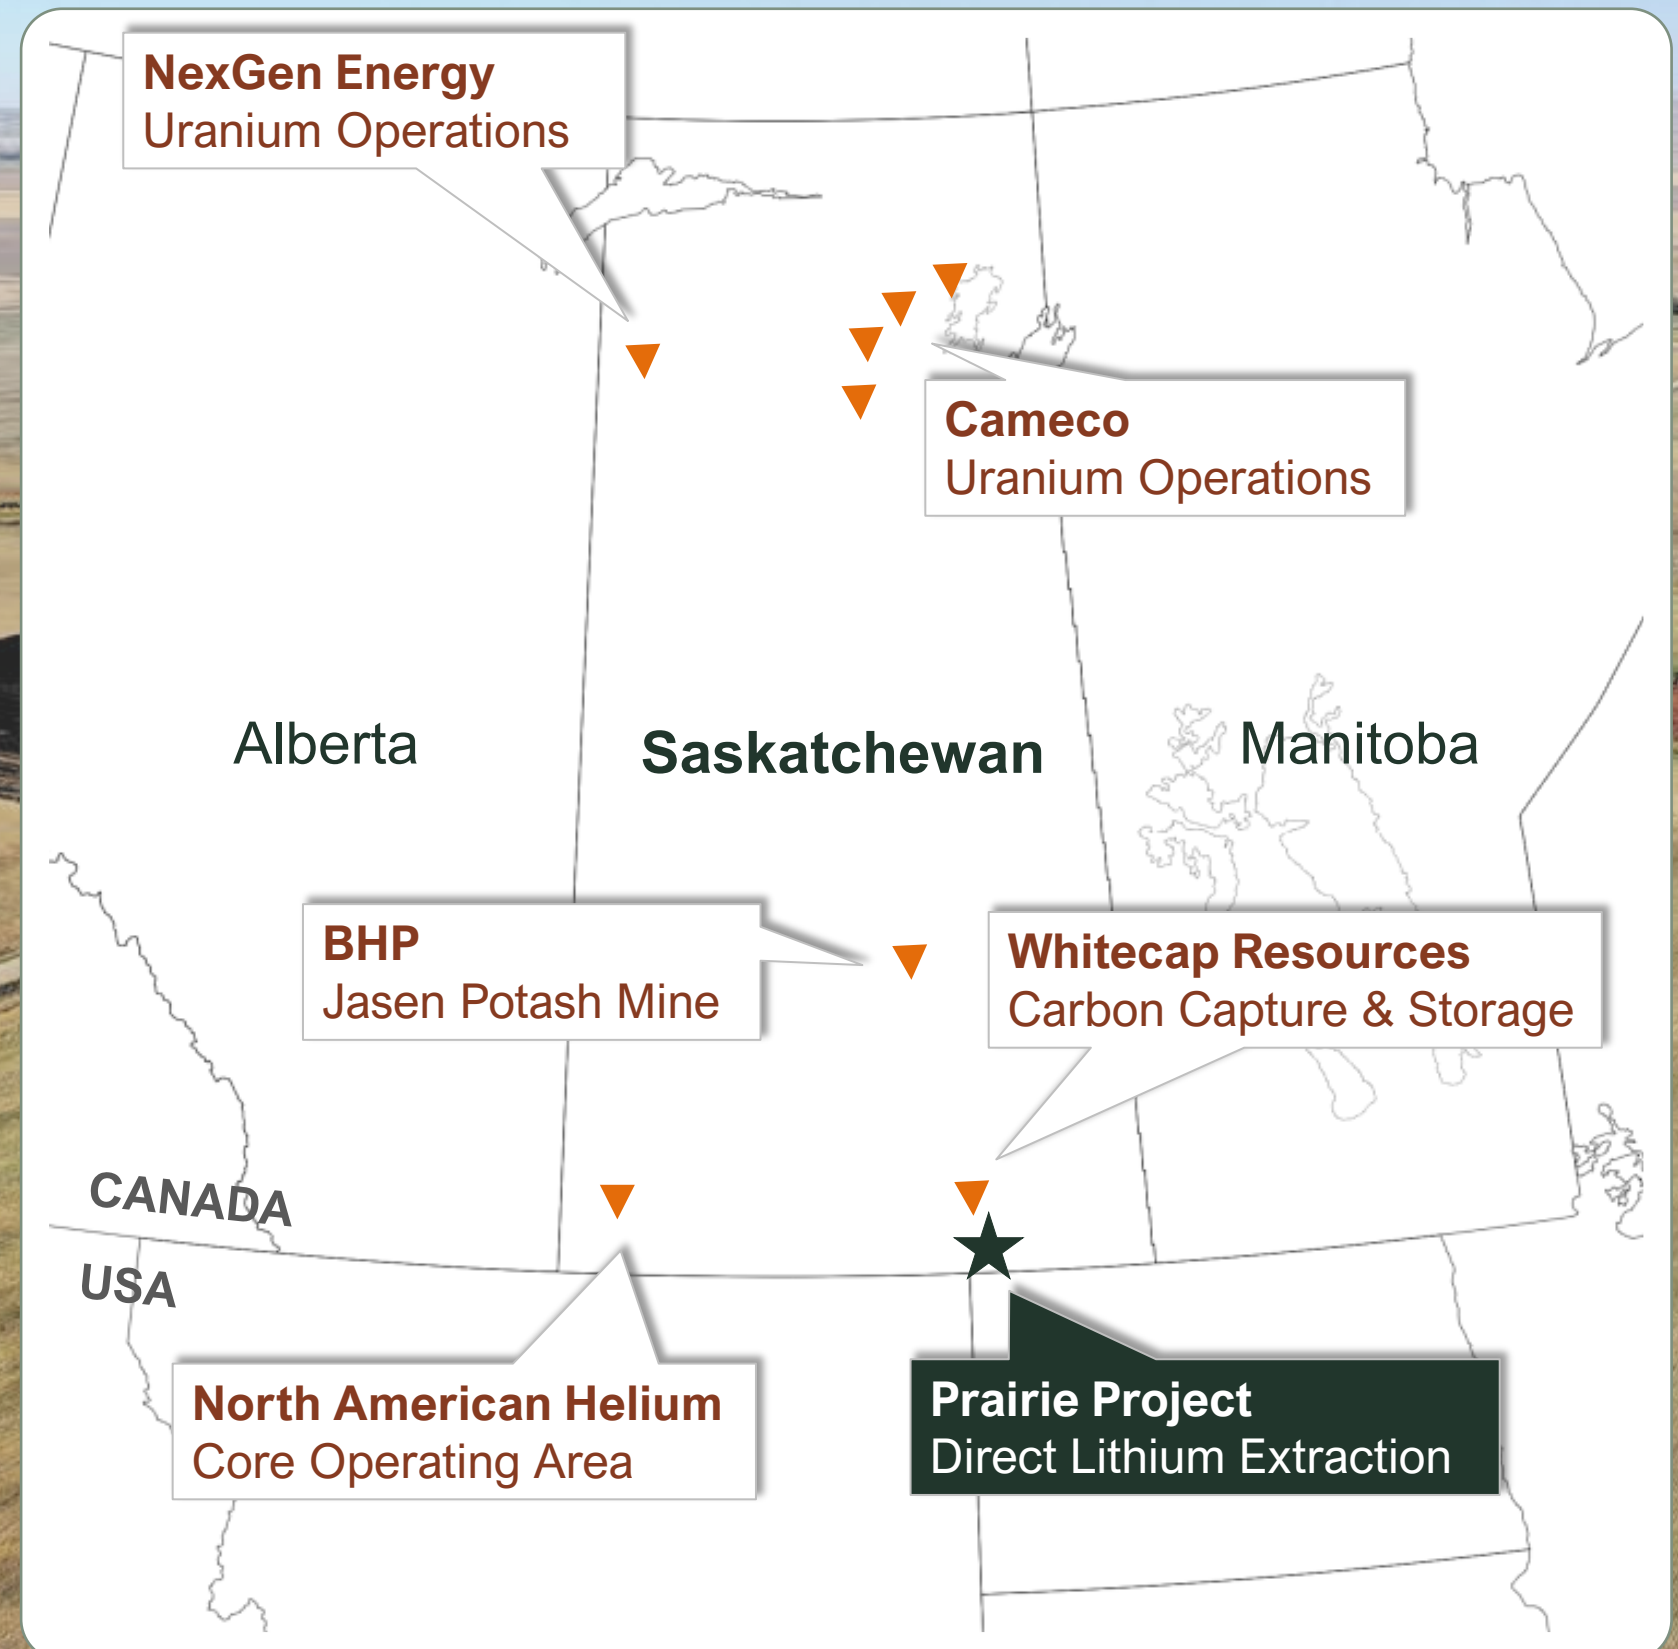 NexGen Energy
Uranium Operations
Cameco
Uranium Operations
Alberta
Saskatchewan
Manitoba
BHP
Jasen Potash Mine
Whitecap Resources
Carbon Capture & Storage
CANADA
USA
North American Helium
Core Operating Area
Prairie Project
Direct Lithium Extraction